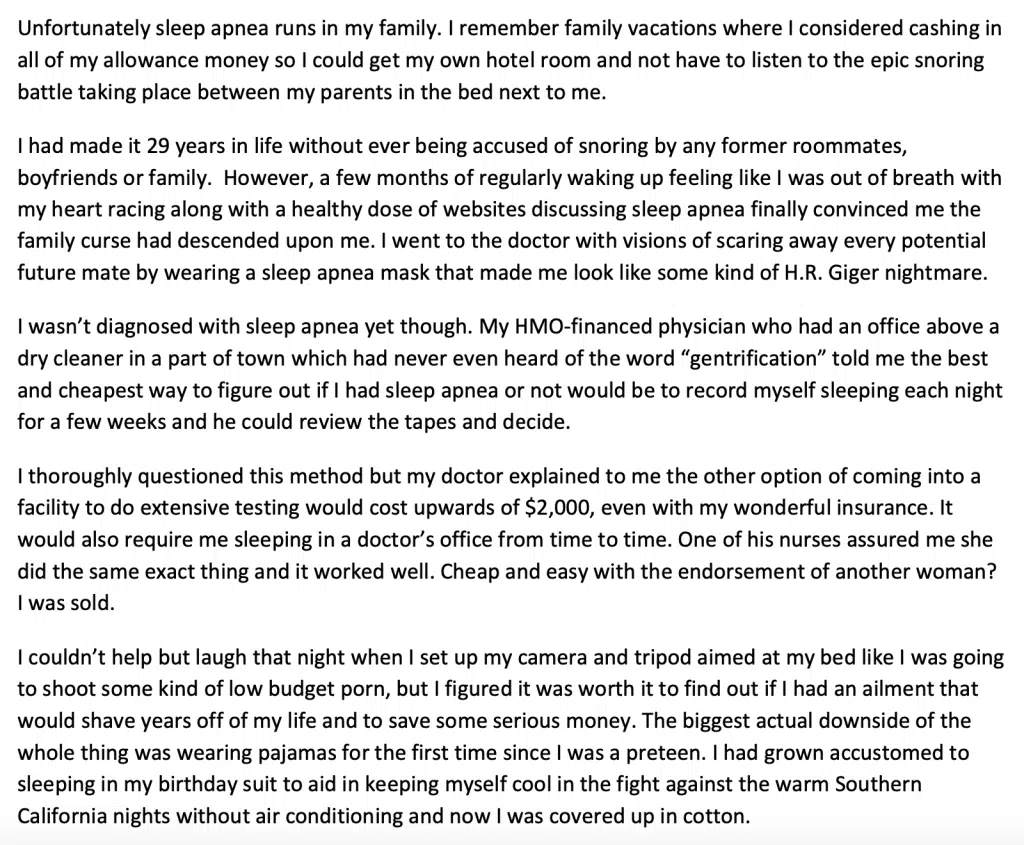 Unfortunately sleep apnea runs in my family. I remember family vacations where I considered cashing in
all of my allowance money so I could get my own hotel room and not have to listen to the epic snoring
battle taking place between my parents in the bed next to me.
I had made it 29 years in life without ever being accused of snoring by any former roommates,
boyfriends or family.  However, a few months of regularly waking up feeling like I was out of breath with
my heart racing along with a healthy dose of websites discussing sleep apnea finally convinced me the
family curse had descended upon me. I went to the doctor with visions of scaring away every potential
future mate by wearing a sleep apnea mask that made me look like some kind of H.R. Giger nightmare.
I wasn’t diagnosed with sleep apnea yet though. My HMO-financed physician who had an office above a
dry cleaner in a part of town which had never even heard of the word “gentrification” told me the best
and cheapest way to figure out if I had sleep apnea or not would be to record myself sleeping each night
for a few weeks and he could review the tapes and decide.
I thoroughly questioned this method but my doctor explained to me the other option of coming into a
facility to do extensive testing would cost upwards of $2,000, even with my wonderful insurance. It
would also require me sleeping in a doctor’s office from time to time. One of his nurses assured me she
did the same exact thing and it worked well. Cheap and easy with the endorsement of another woman?
I was sold.
I couldn’t help but laugh that night when I set up my camera and tripod aimed at my bed like I was going
to shoot some kind of low budget porn, but I figured it was worth it to find out if I had an ailment that
would shave years off of my life and to save some serious money. The biggest actual downside of the
whole thing was wearing pajamas for the first time since I was a preteen. I had grown accustomed to
sleeping in my birthday suit to aid in keeping myself cool in the fight against the warm Southern
California nights without air conditioning and now I was covered up in cotton.